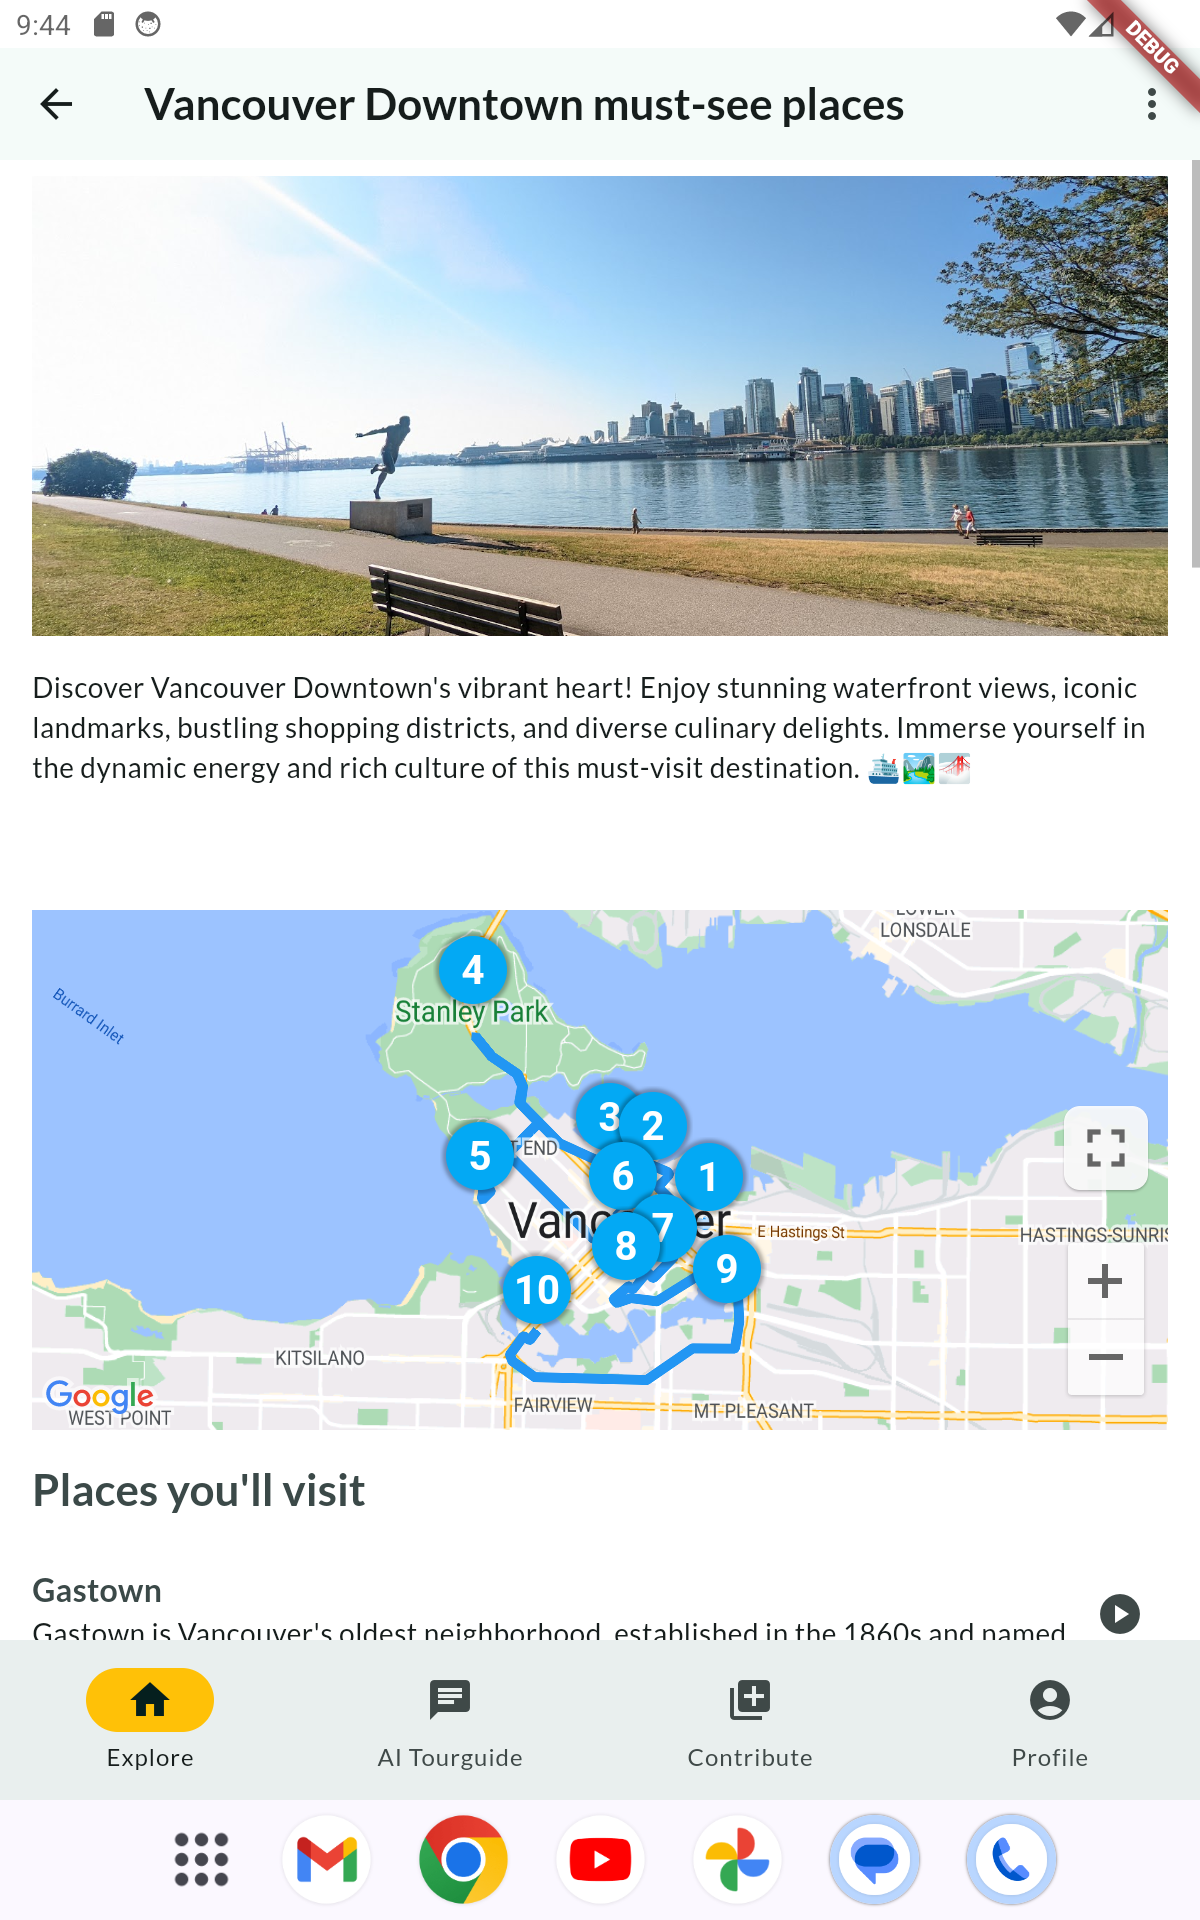 9:44
DEBUG
Vancouver Downtown must-see places
Discover Vancouver Downtown's vibrant heart! Enjoy stunning waterfront views, iconic
landmarks, bustling shopping districts, and diverse culinary delights. Immerse yourself in
the dynamic energy and rich culture of this must-visit destination. 🛳️🏞️🌁
LOWER
LONSDALE
Burrard Inlet
4
Stanley Park
3
2
5
T END
6
1
Vanc
er
7
E Hastings St
HASTINGS-SUNRIS
8
9
10
KITSILANO
Google
WEST POINT
FAIRVIEW
MT PLEASANT
Places you'll visit
Gastown
Gastown is Vancouver's oldest neighborhood, established in the 1860s and named
Explore
AI Tourguide
Contribute
Profile